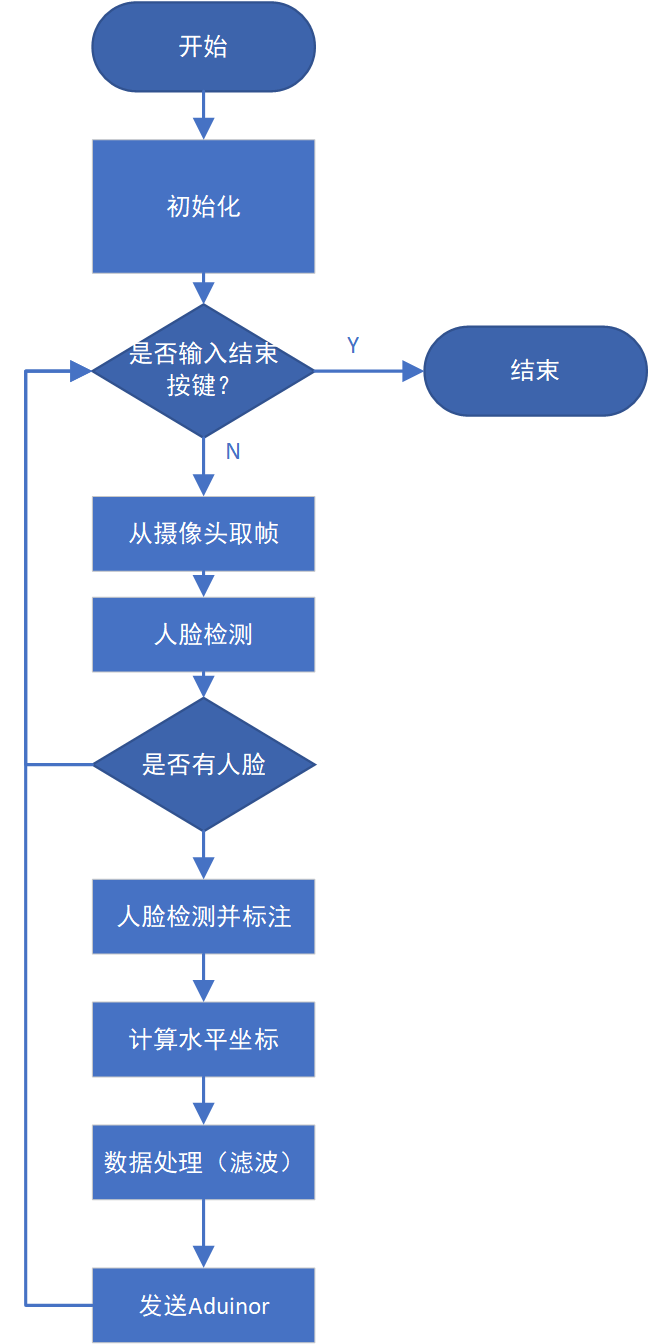 开始
初始化
是否输入结束
按键?
Y
结束
N
从摄像头取帧
人脸检测
是否有人脸
人脸检测并标注
计算水平坐标
数据处理（滤波）
发送Aduinor